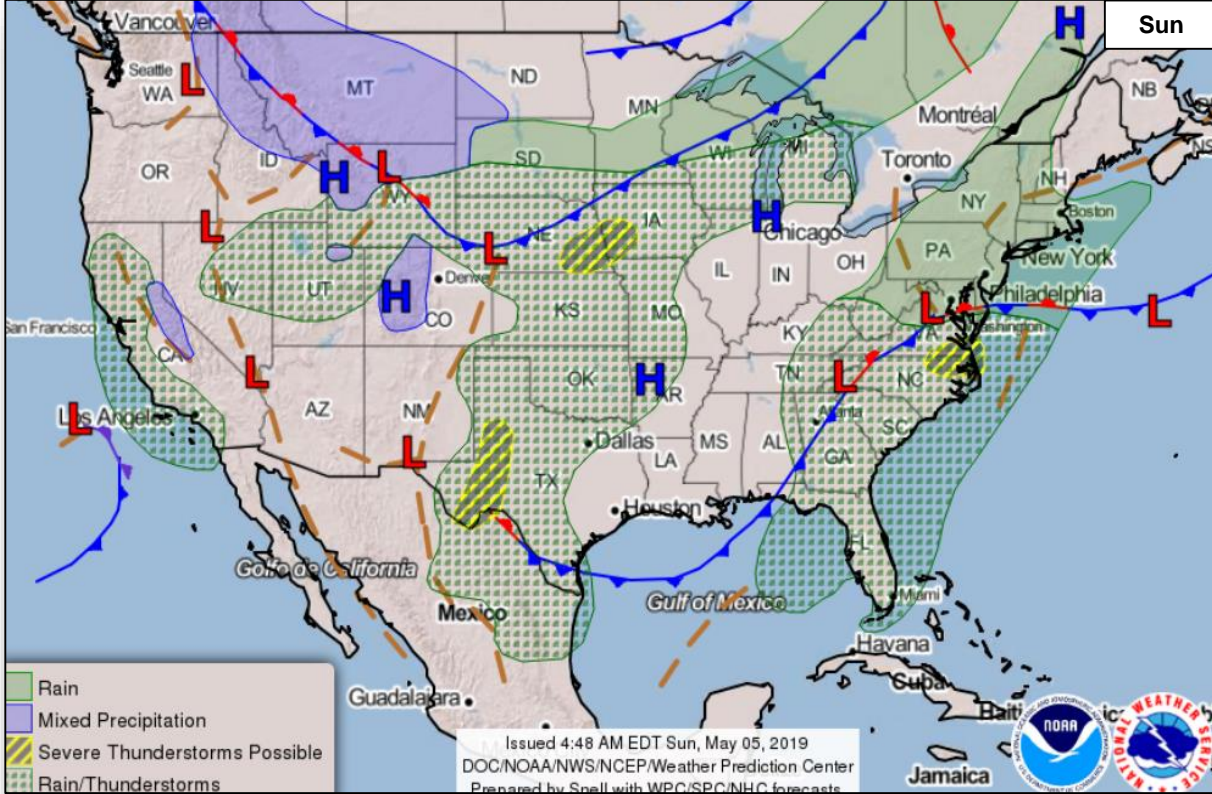 Sun
Vancouver
Seattle
WA
MT
ND
MN
Montréal
NB
OR
ID
SD
WI
MI
Toronto
NH
NY
WY
Boston
NE
IA
Chicago
PA
New York
NV
UT
Denver
IL
IN
OH
Philadelphia
CO
KS
MO
Washington
San Francisco
CA
KY
VA
AZ
NM
OK
AR
TN
NC
Los Angeles
Atlanta
SC
Dallas
MS
AL
GA
LA
TX
Houston
FL
Golfo de California
Gulf of Mexico
Miami
Mexico
Havana
Cuba
Guadalajara
Jamaica
H
L
H
L
H
L
L
H
L
L
L
H
L
L
L
L
Rain
Mixed Precipitation
Severe Thunderstorms Possible
Rain/Thunderstorms
Issued 4:48 AM EDT Sun, May 05, 2019
DOC/NOAA/NWS/NCEP/Weather Prediction Center
Prepared by Snell with WPC/SPC/NHC forecasts
NOAA
NATIONAL WEATHER SERVICE